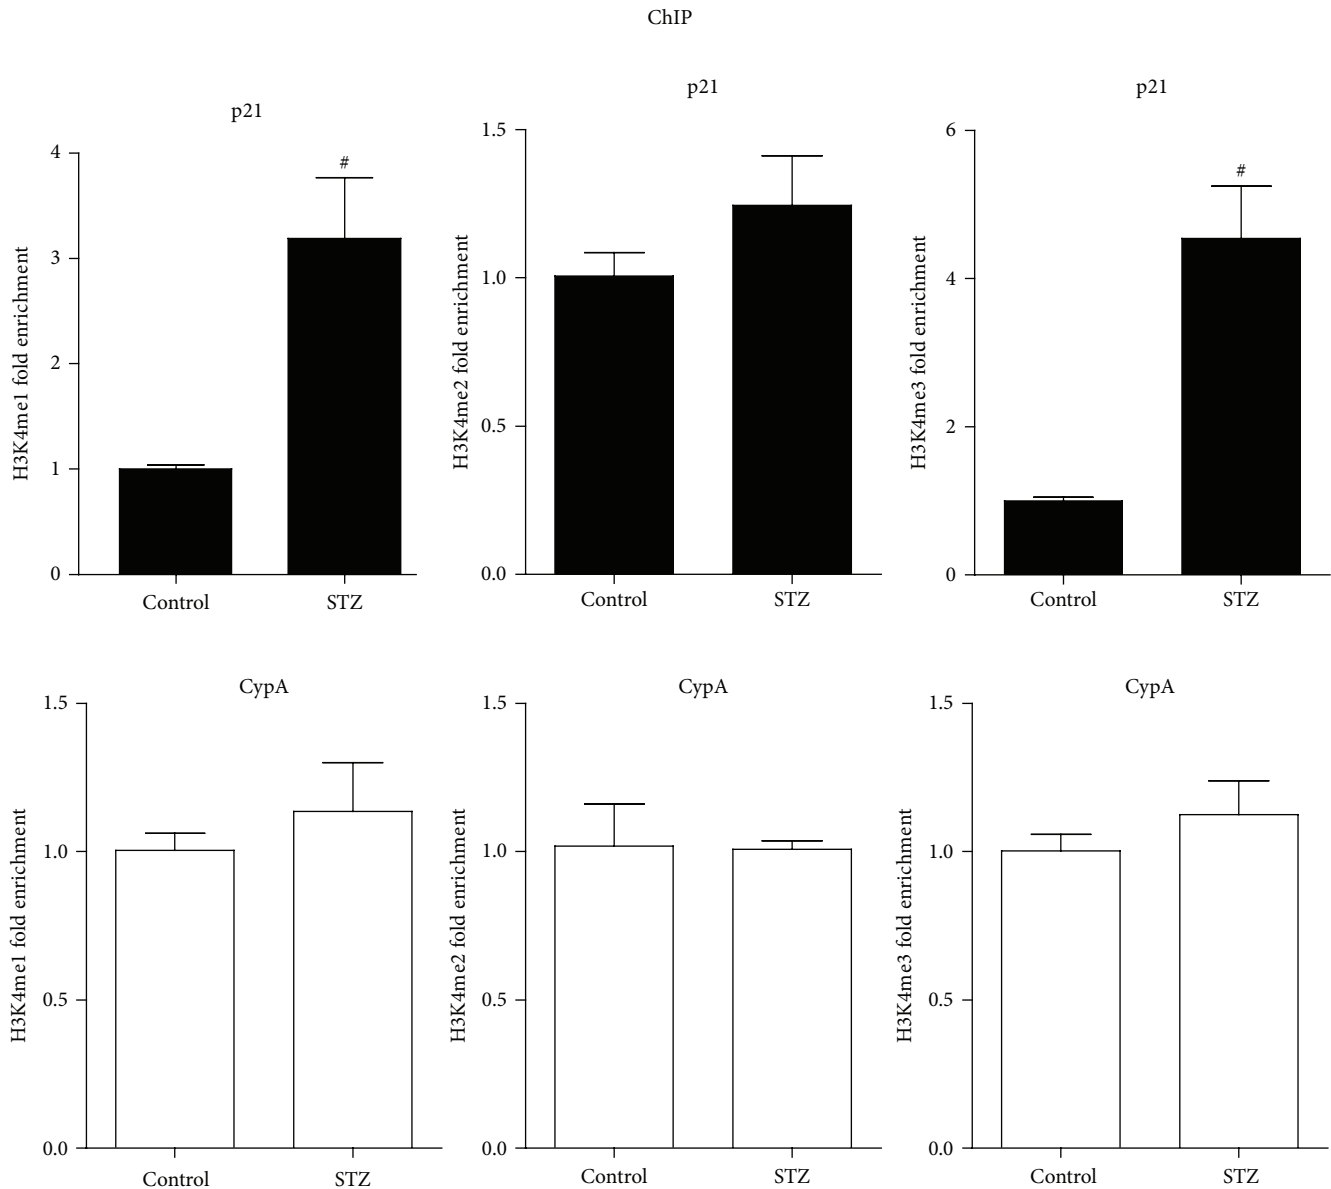 ChIP
p21
H3K4me1 fold enrichment
4
#
3
2
1
0
Control
STZ
p21
H3K4me2 fold enrichment
1.5
1.0
0.5
0.0
Control
STZ
p21
H3K4me3 fold enrichment
6
#
4
2
0
Control
STZ
CypA
H3K4me1 fold enrichment
1.5
1.0
0.5
0.0
Control
STZ
CypA
H3K4me2 fold enrichment
1.5
1.0
0.5
0.0
Control
STZ
CypA
H3K4me3 fold enrichment
1.5
1.0
0.5
0.0
Control
STZ